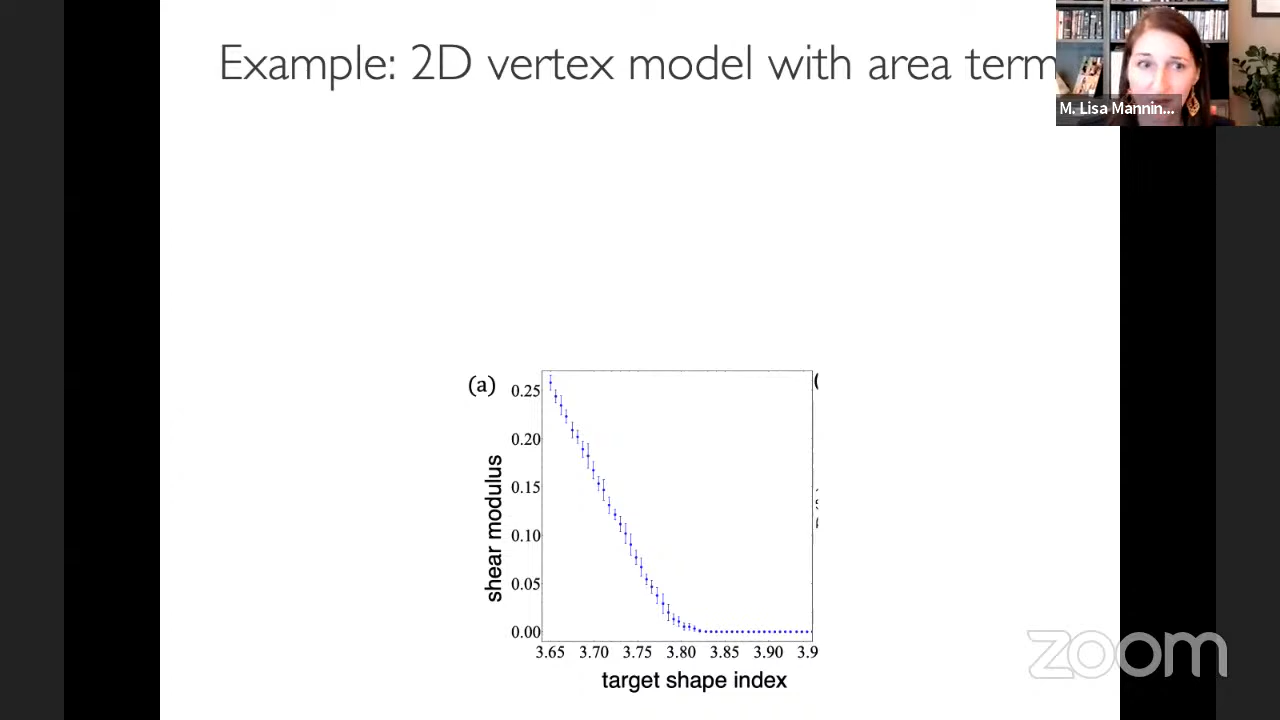 Example: 2D vertex model with area term
M. Lisa Mannin...
(a)
0.25
0.20
0.15
0.10
0.05
0.00
shear modulus
3.65 3.70 3.75 3.80 3.85 3.90 3.9
target shape index
zoom